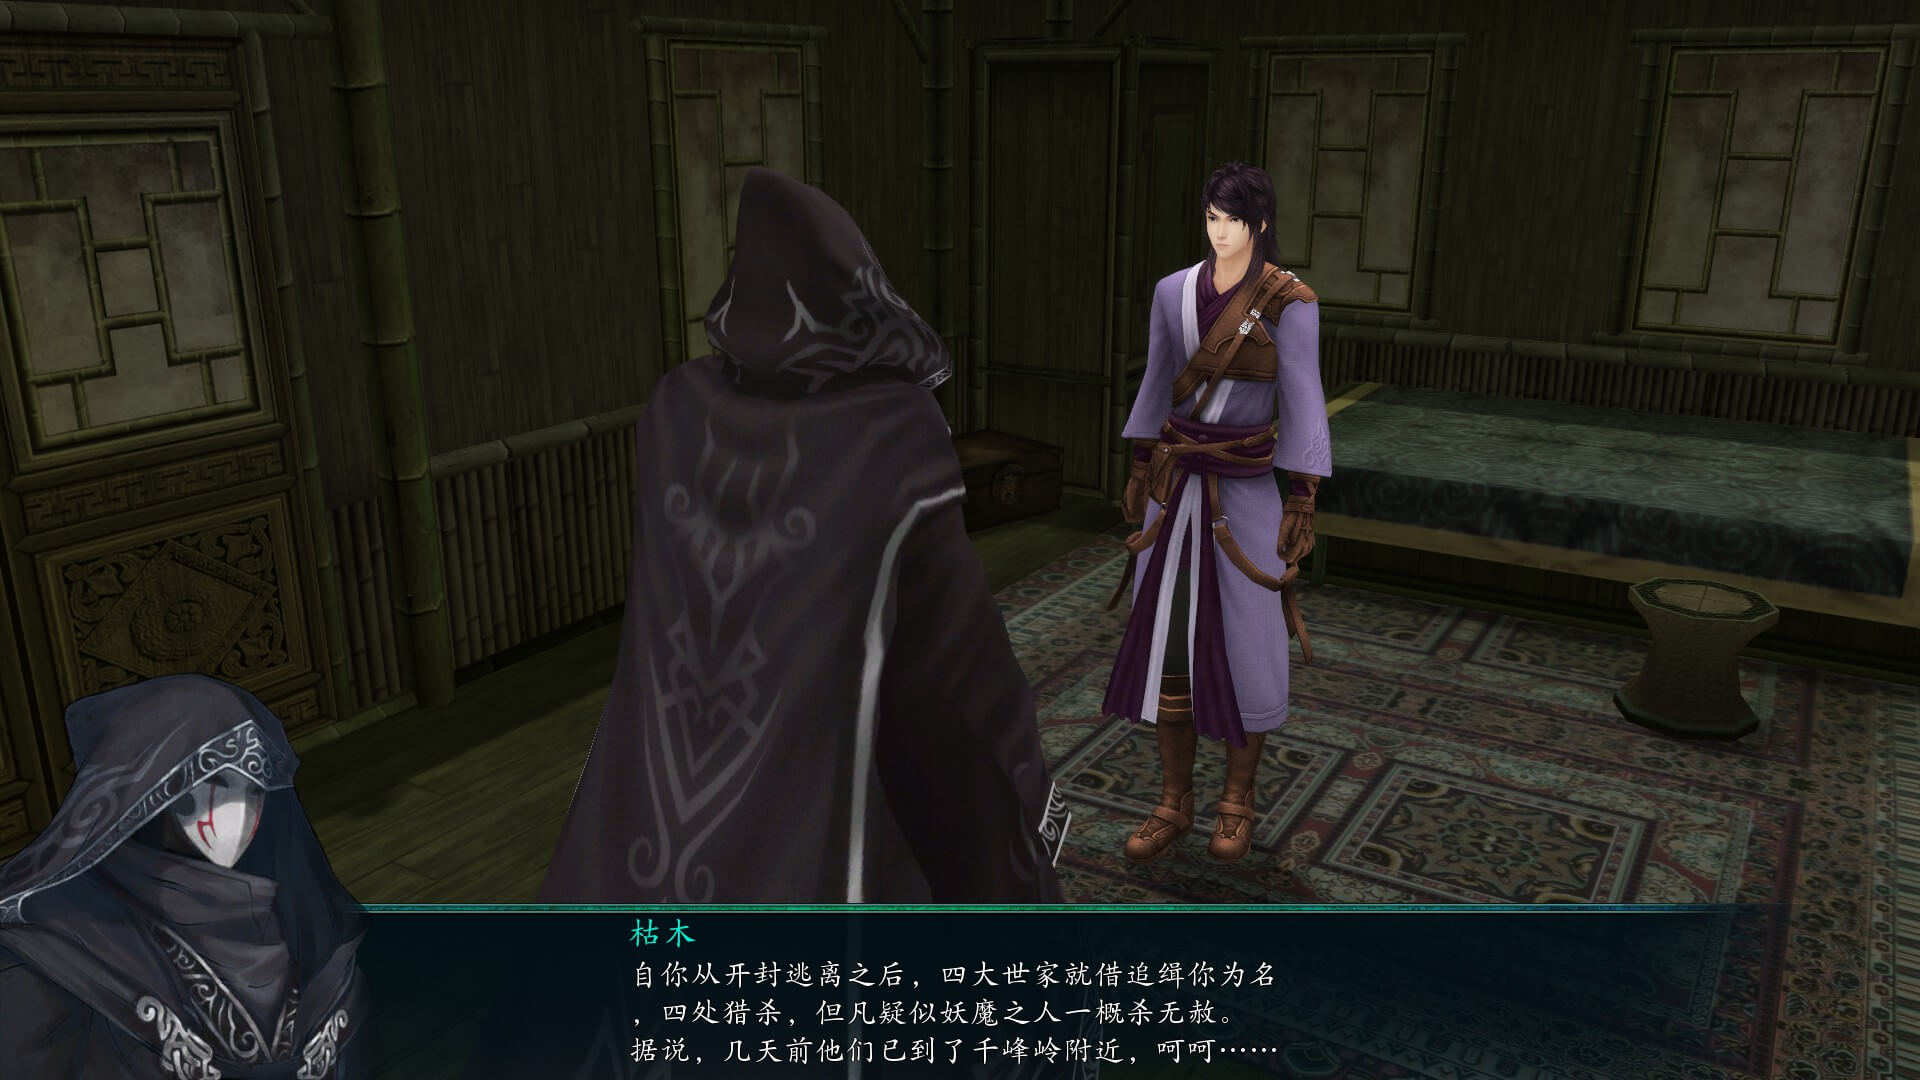 枯木
自你从开封逃离之后，四大世家就借追缉你为名
，四处猎杀，但凡疑似妖魔之人一概杀无赦。
据说，几天前他们已到了千峰岭附近，呵呵……